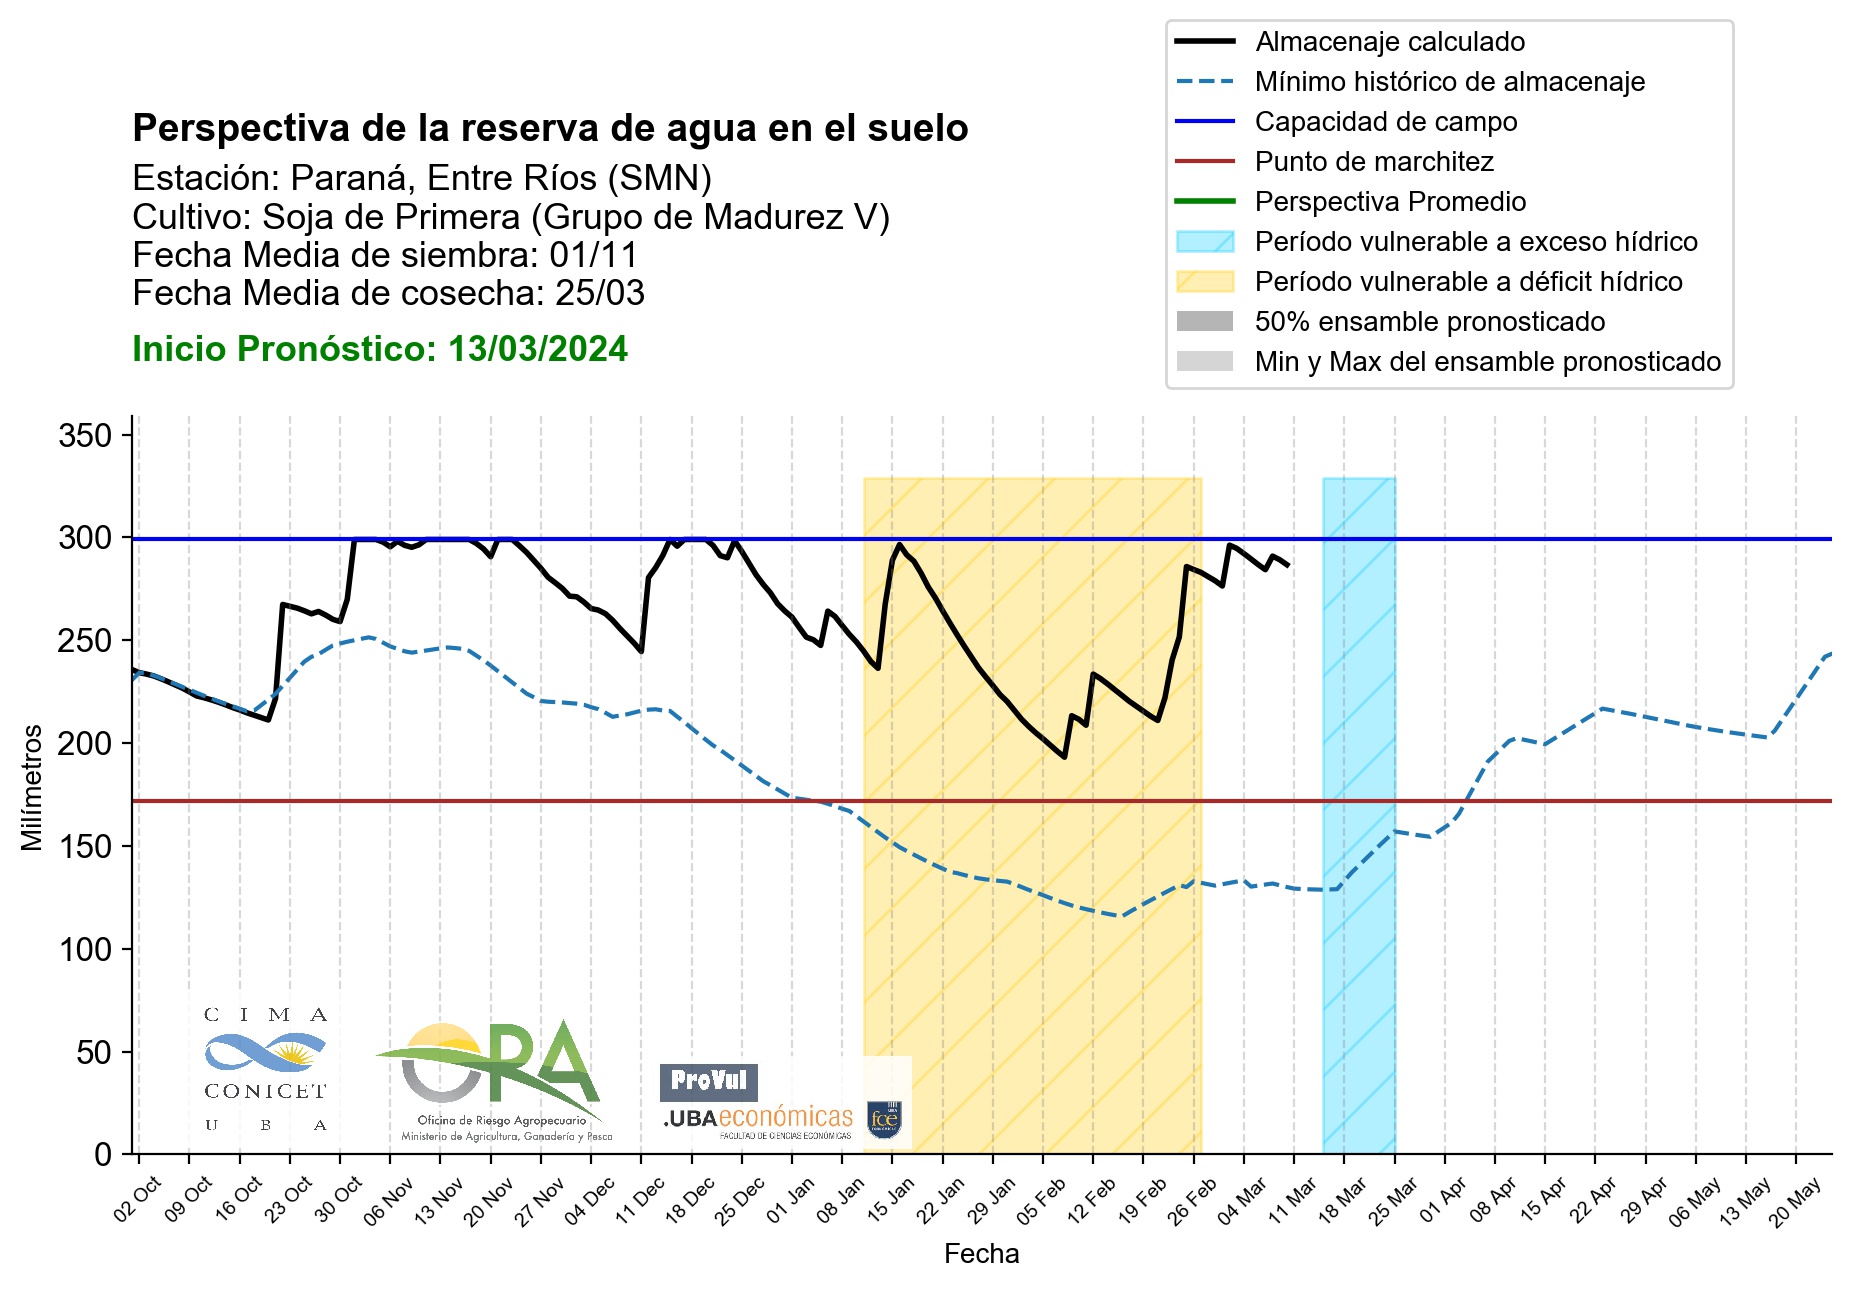 Almacenaje calculado
Mínimo histórico de almacenaje
Capacidad de campo
Punto de marchitez
Perspectiva Promedio
Período vulnerable a exceso hídrico
Período vulnerable a déficit hídrico
50% ensamble pronosticado
Min y Max del ensamble pronosticado
Perspectiva de la reserva de agua en el suelo
Estación: Paraná, Entre Ríos (SMN)
Cultivo: Soja de Primera (Grupo de Madurez V)
Fecha Media de siembra: 01/11
Fecha Media de cosecha: 25/03
Inicio Pronóstico: 13/03/2024
350
300
250
200
150
100
50
0
Milímetros
CIMA
CONICET
UBA
ORA
Oficina de Riesgo Agropecuario
Ministerio de Agricultura, Ganadería y Pesca
ProVul
.UBAeconómicas
FACULTAD DE CIENCIAS ECONÓMICAS
UBA
fce
ECONÓMICAS
02 Oct
09 Oct
16 Oct
23 Oct
30 Oct
06 Nov
13 Nov
20 Nov
27 Nov
04 Dec
11 Dec
18 Dec
25 Dec
01 Jan
08 Jan
15 Jan
22 Jan
29 Jan
05 Feb
12 Feb
19 Feb
26 Feb
04 Mar
11 Mar
18 Mar
25 Mar
01 Apr
08 Apr
15 Apr
22 Apr
29 Apr
06 May
13 May
20 May
Fecha